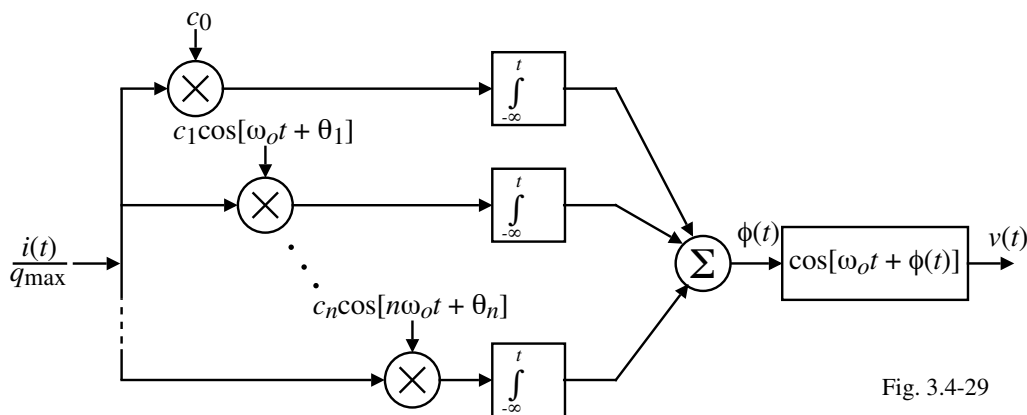 c₀
∫ t -∞
c₁cos[ωₒt + θ₁]
∫ t -∞
i(t)
qmax
Σ
ϕ(t)
cos[ωₒt + ϕ(t)]
v(t)
cₙcos[nωₒt + θₙ]
∫ t -∞
Fig. 3.4-29